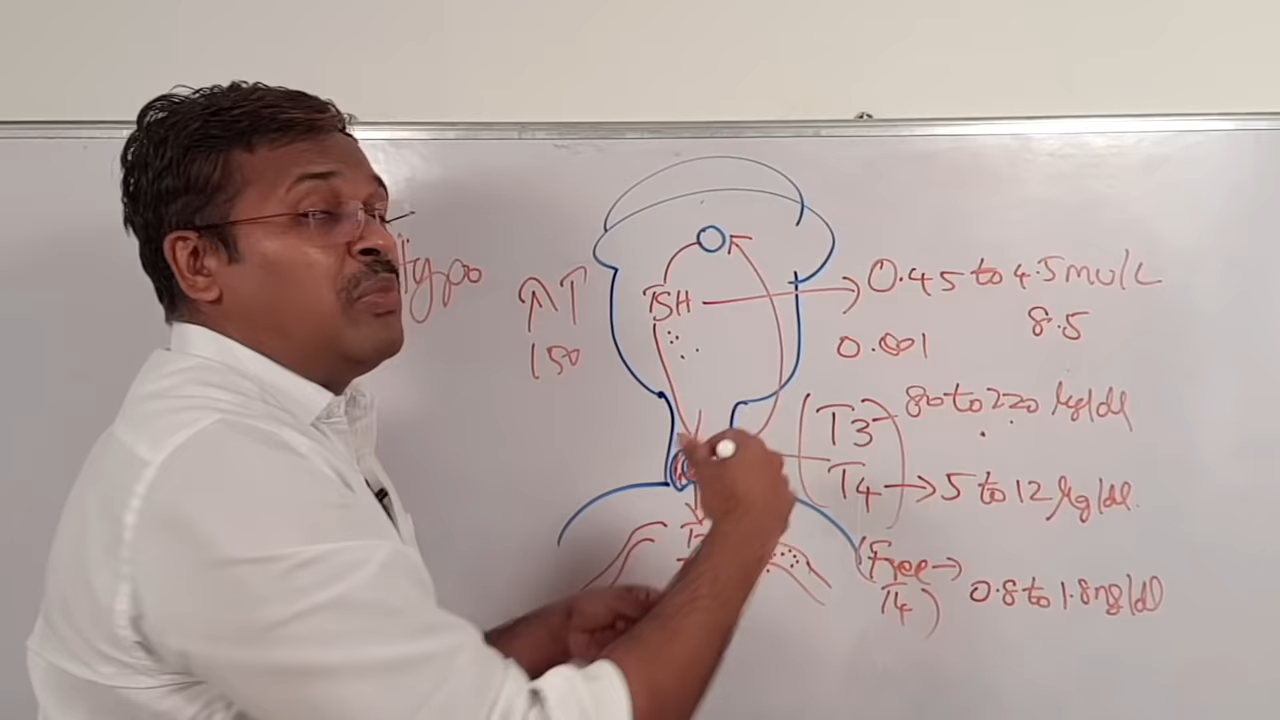 Hypo
↑↑
150
TSH → 0.45 to 4.5 mu/L
8.5
0.001
(T3 - 80 to 220 µg/dl
T4) → 5 to 12 µg/dl.
(Free → 0.8 to 1.8 ng/dl
T4)